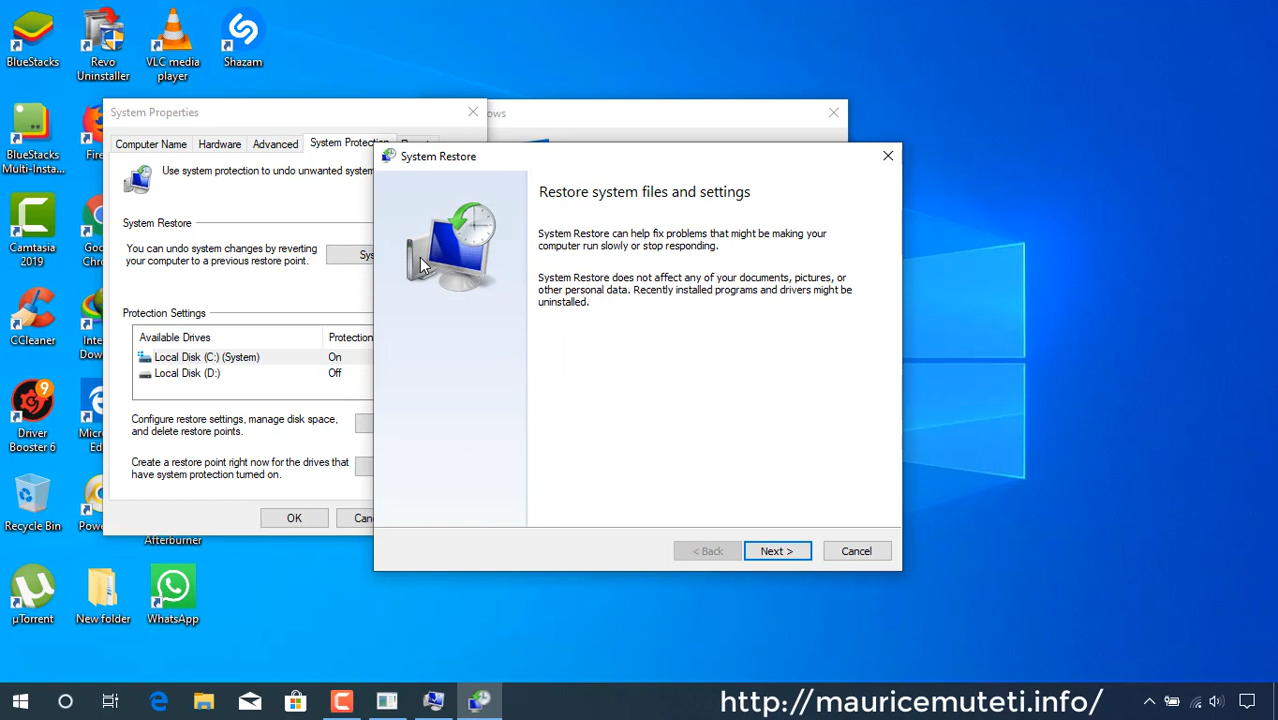 BlueStacks
Revo
Uninstaller
VLC media
player
Shazam
BlueStacks
Multi-Insta...
Fire
Camtasia
2019
Goo
Chr
CCleaner
Inte
Down
9
Driver
Booster 6
Micr
Ed
Recycle Bin
Powe
Afterburner
µTorrent
New folder
WhatsApp
System Properties
Computer Name
Hardware
Advanced
System Protection
Use system protection to undo unwanted system
System Restore
You can undo system changes by reverting
your computer to a previous restore point.
Sys
Protection Settings
Available Drives
Protection
Local Disk (C:) (System)
On
Local Disk (D:)
Off
Configure restore settings, manage disk space,
and delete restore points.
Create a restore point right now for the drives that
have system protection turned on.
OK
Canc
ows
System Restore
Restore system files and settings
System Restore can help fix problems that might be making your
computer run slowly or stop responding.
System Restore does not affect any of your documents, pictures, or
other personal data. Recently installed programs and drivers might be
uninstalled.
< Back
Next >
Cancel
http://mauricemuteti.info/